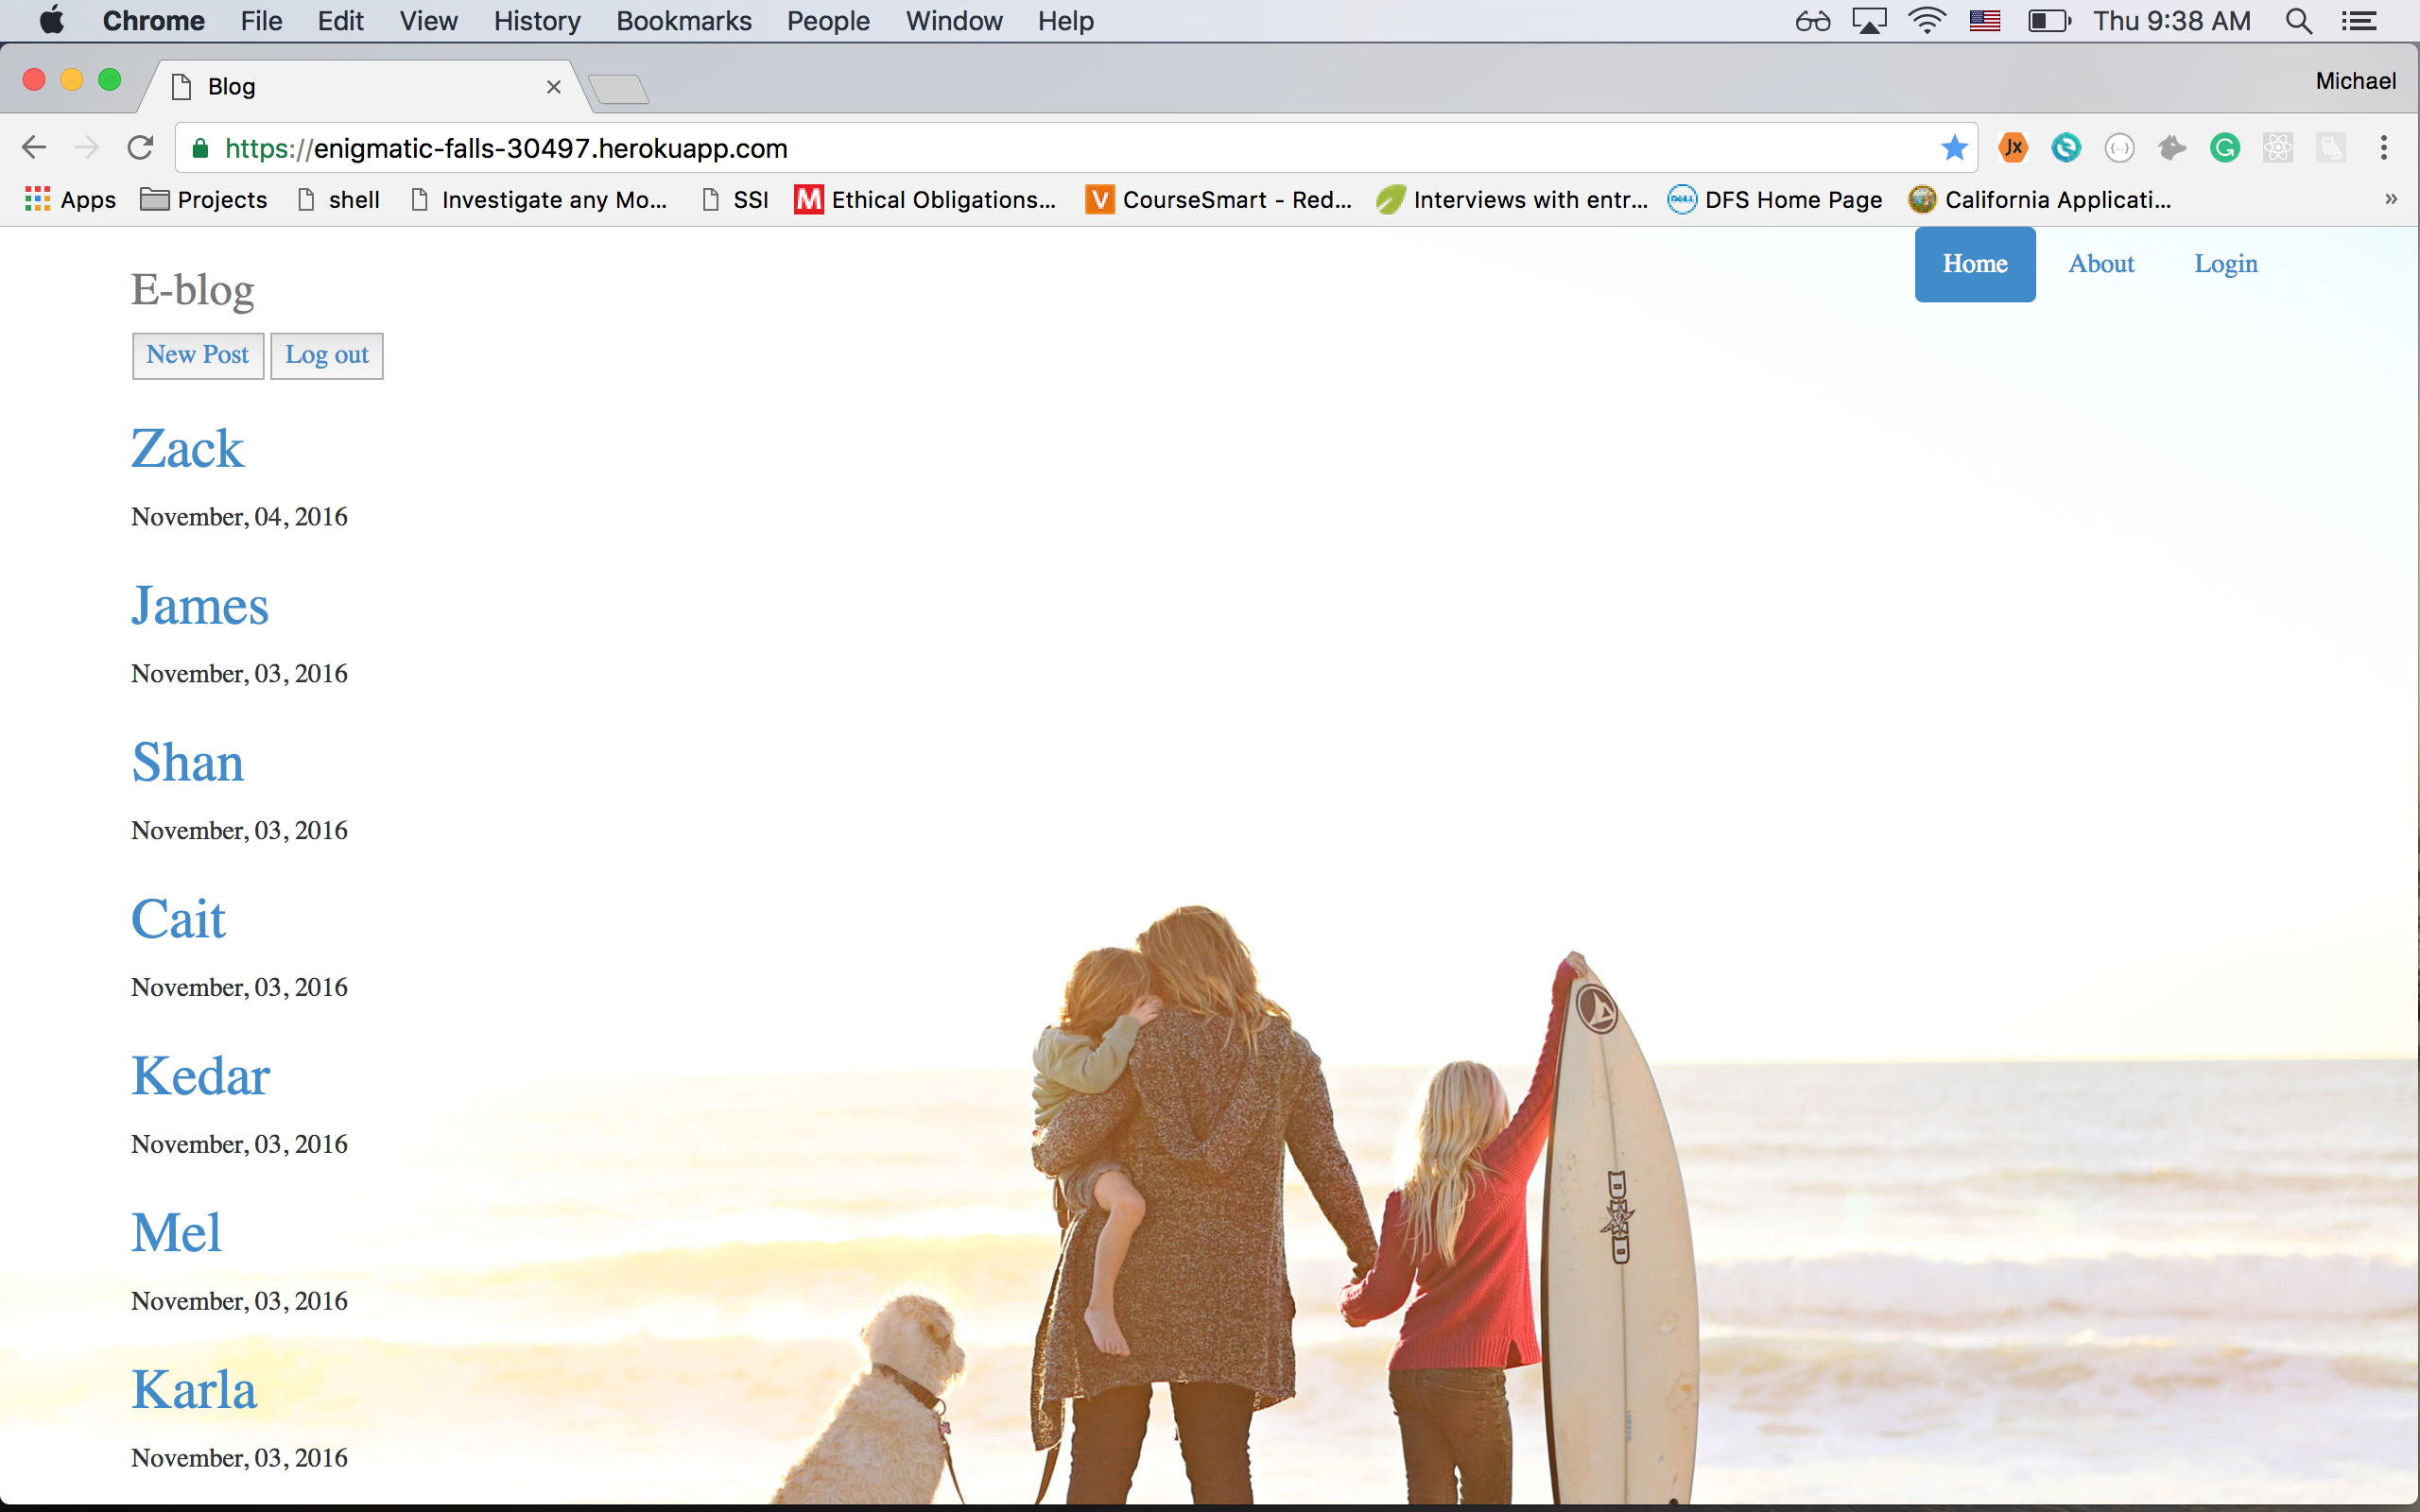 Chrome File Edit View History Bookmarks People Window Help Thu 9:38 AM
Blog Michael
https://enigmatic-falls-30497.herokuapp.com
Apps Projects shell Investigate any Mo... SSI Ethical Obligations... CourseSmart - Red... Interviews with entr... DFS Home Page California Applicati... »
Home About Login
E-blog
New Post Log out
Zack
November, 04, 2016
James
November, 03, 2016
Shan
November, 03, 2016
Cait
November, 03, 2016
Kedar
November, 03, 2016
Mel
November, 03, 2016
Karla
November, 03, 2016